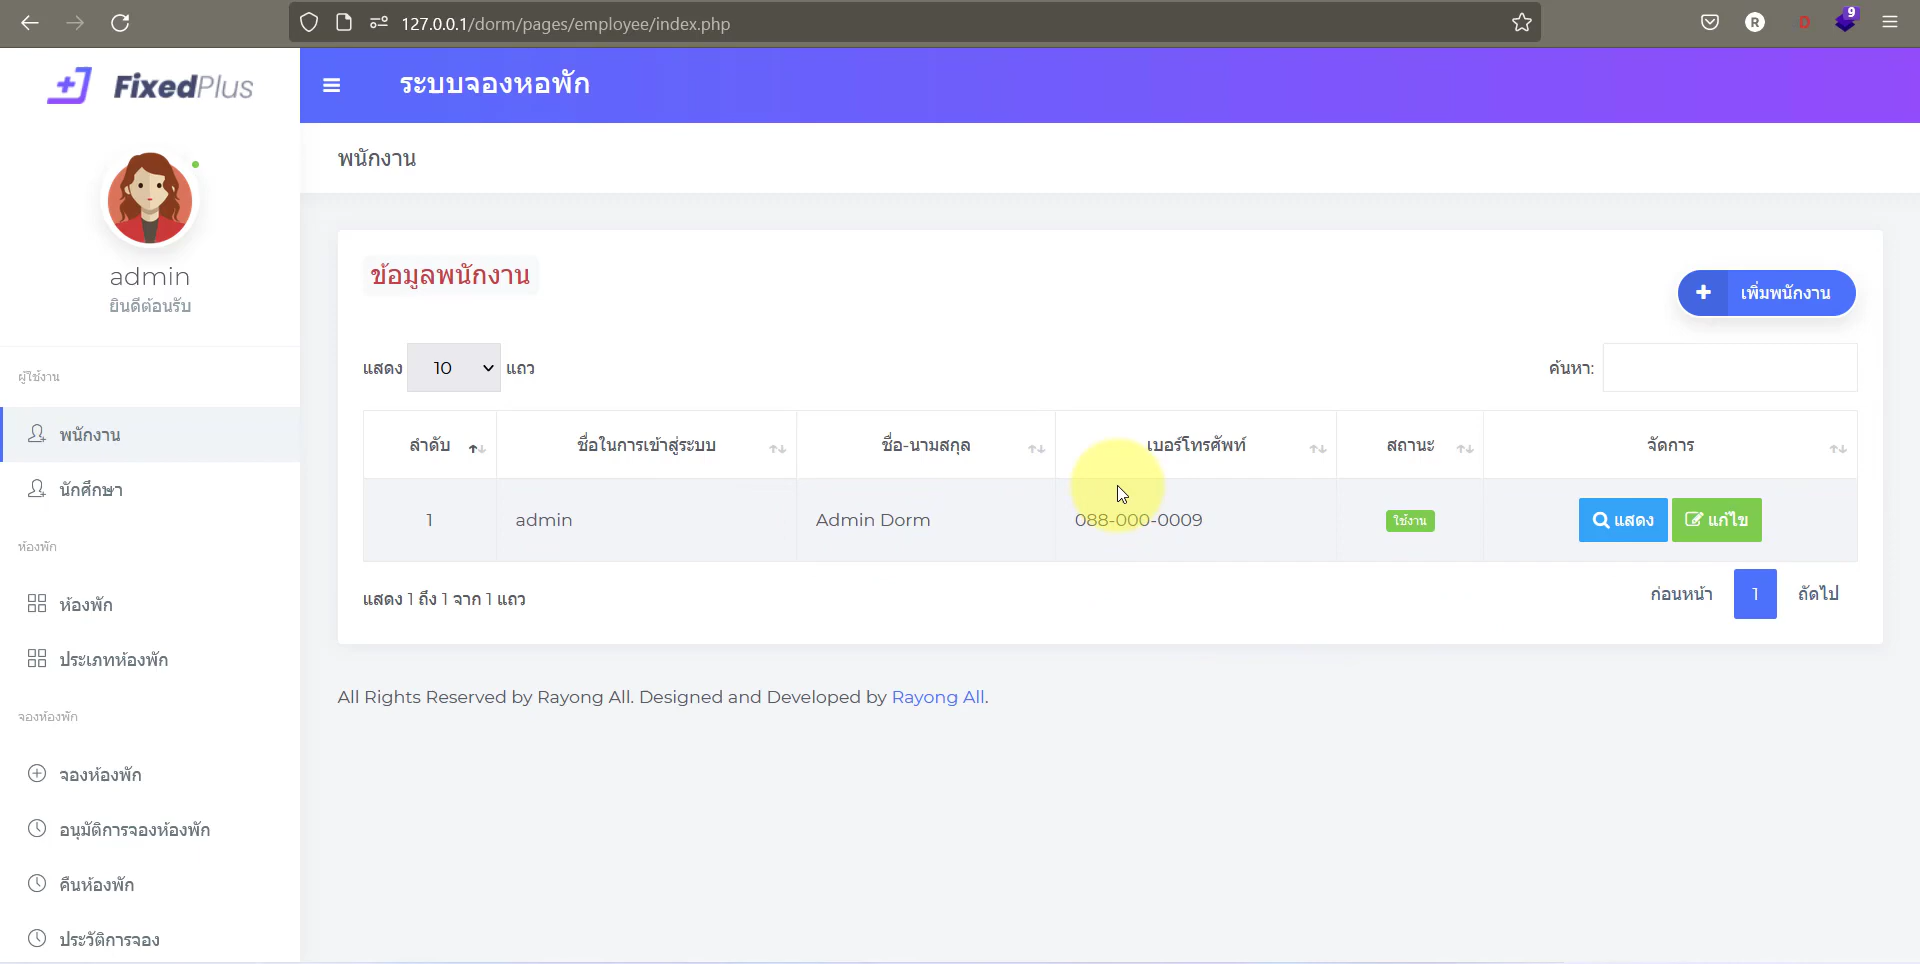 127.0.0.1/dorm/pages/employee/index.php
R
D
9
FixedPlus
ระบบจองหอพัก
admin
ยินดีต้อนรับ
ผู้ใช้งาน
พนักงาน
นักศึกษา
ห้องพัก
ห้องพัก
ประเภทห้องพัก
จองห้องพัก
จองห้องพัก
อนุมัติการจองห้องพัก
คืนห้องพัก
ประวัติการจอง
พนักงาน
ข้อมูลพนักงาน
เพิ่มพนักงาน
แสดง 10 แถว
ค้นหา:
ลำดับ ชื่อในการเข้าสู่ระบบ ชื่อ-นามสกุล เบอร์โทรศัพท์ สถานะ จัดการ
1 admin Admin Dorm 088-000-0009 ใช้งาน แสดง แก้ไข
แสดง 1 ถึง 1 จาก 1 แถว
ก่อนหน้า 1 ถัดไป
All Rights Reserved by Rayong All. Designed and Developed by Rayong All.